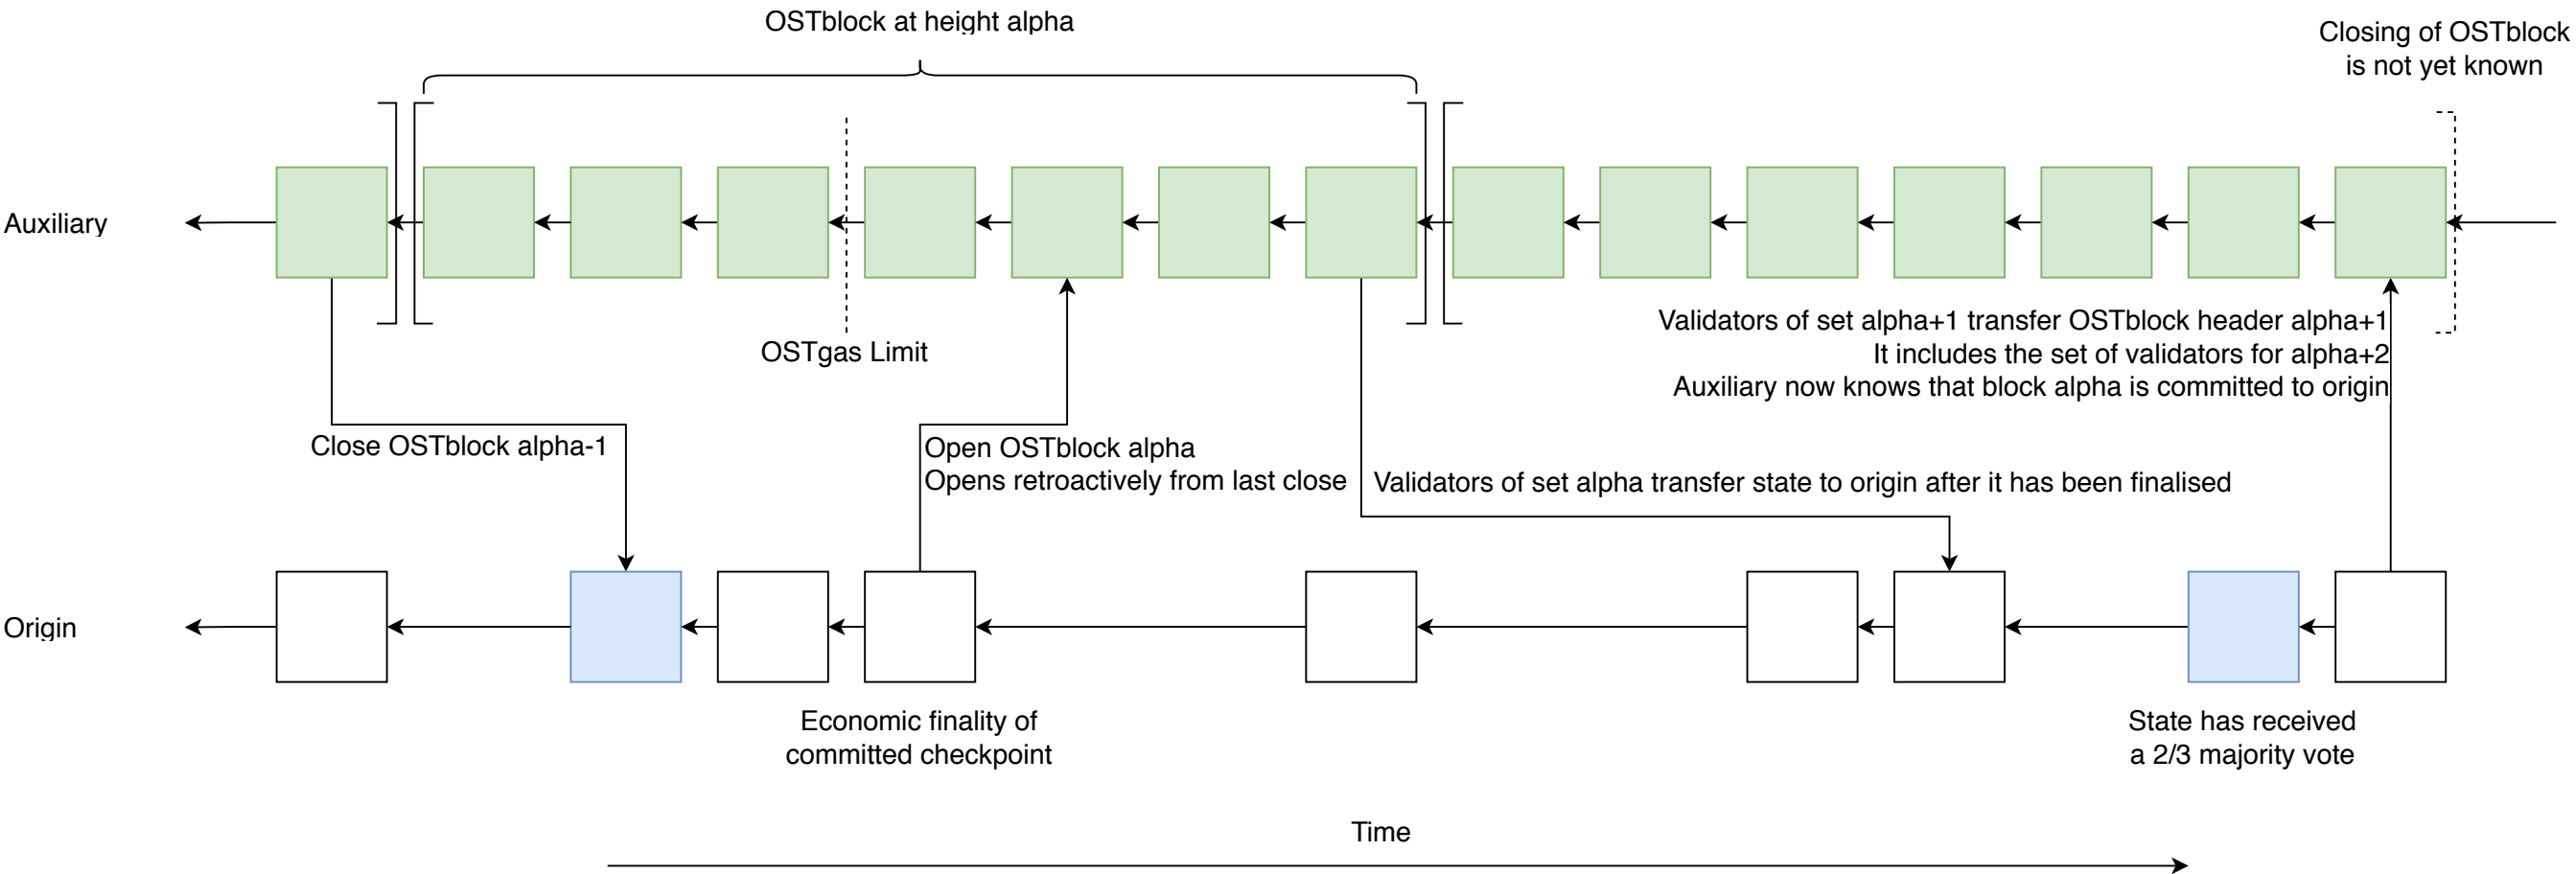 OSTblock at height alpha
Closing of OSTblock
is not yet known
Auxiliary
OSTgas Limit
Validators of set alpha+1 transfer OSTblock header alpha+1
It includes the set of validators for alpha+2
Auxiliary now knows that block alpha is committed to origin
Close OSTblock alpha-1
Open OSTblock alpha
Opens retroactively from last close
Validators of set alpha transfer state to origin after it has been finalised
Origin
Economic finality of
committed checkpoint
State has received
a 2/3 majority vote
Time